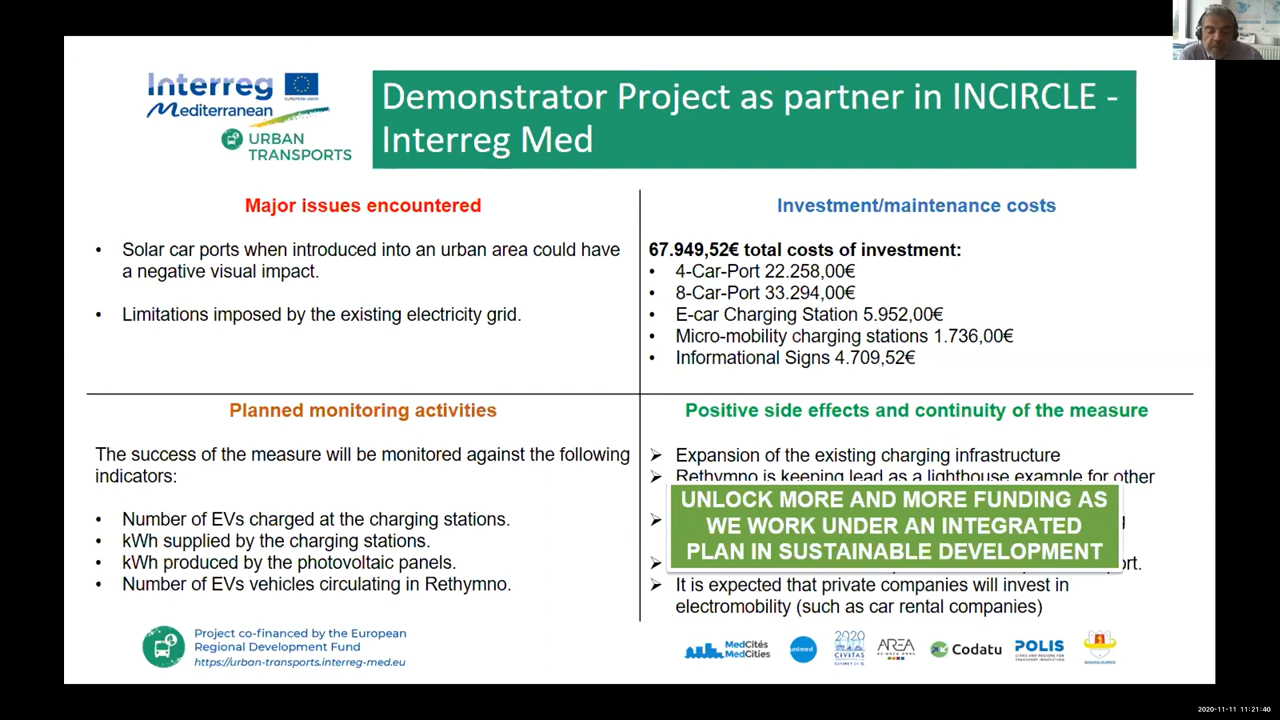 Interreg
EUROPEAN UNION
Mediterranean
URBAN
TRANSPORTS
Demonstrator Project as partner in INCIRCLE -
Interreg Med
Major issues encountered
• Solar car ports when introduced into an urban area could have
a negative visual impact.
• Limitations imposed by the existing electricity grid.
Investment/maintenance costs
67.949,52€ total costs of investment:
• 4-Car-Port 22.258,00€
• 8-Car-Port 33.294,00€
• E-car Charging Station 5.952,00€
• Micro-mobility charging stations 1.736,00€
• Informational Signs 4.709,52€
Planned monitoring activities
The success of the measure will be monitored against the following
indicators:
• Number of EVs charged at the charging stations.
• kWh supplied by the charging stations.
• kWh produced by the photovoltaic panels.
• Number of EVs vehicles circulating in Rethymno.
Positive side effects and continuity of the measure
➢ Expansion of the existing charging infrastructure
➢ Rethymno is keeping lead as a lighthouse example for other
UNLOCK MORE AND MORE FUNDING AS
WE WORK UNDER AN INTEGRATED
PLAN IN SUSTAINABLE DEVELOPMENT
➢ It is expected that private companies will invest in
electromobility (such as car rental companies)
Project co-financed by the European
Regional Development Fund
https://urban-transports.interreg-med.eu
MedCités
MedCities
unimed
2020
CIVITAS
AREA
Codatu
POLIS
2020-11-11 11:21:40